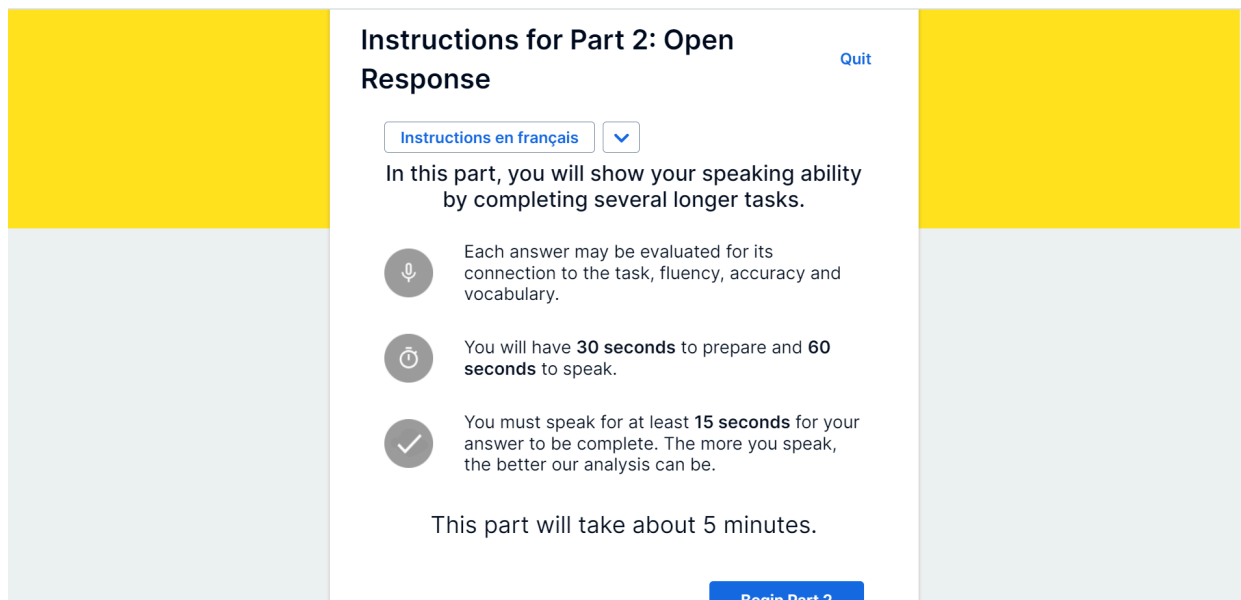 Instructions for Part 2: Open
Response
Quit
Instructions en français
In this part, you will show your speaking ability
by completing several longer tasks.
Each answer may be evaluated for its
connection to the task, fluency, accuracy and
vocabulary.
You will have 30 seconds to prepare and 60
seconds to speak.
You must speak for at least 15 seconds for your
answer to be complete. The more you speak,
the better our analysis can be.
This part will take about 5 minutes.
Begin Part 2